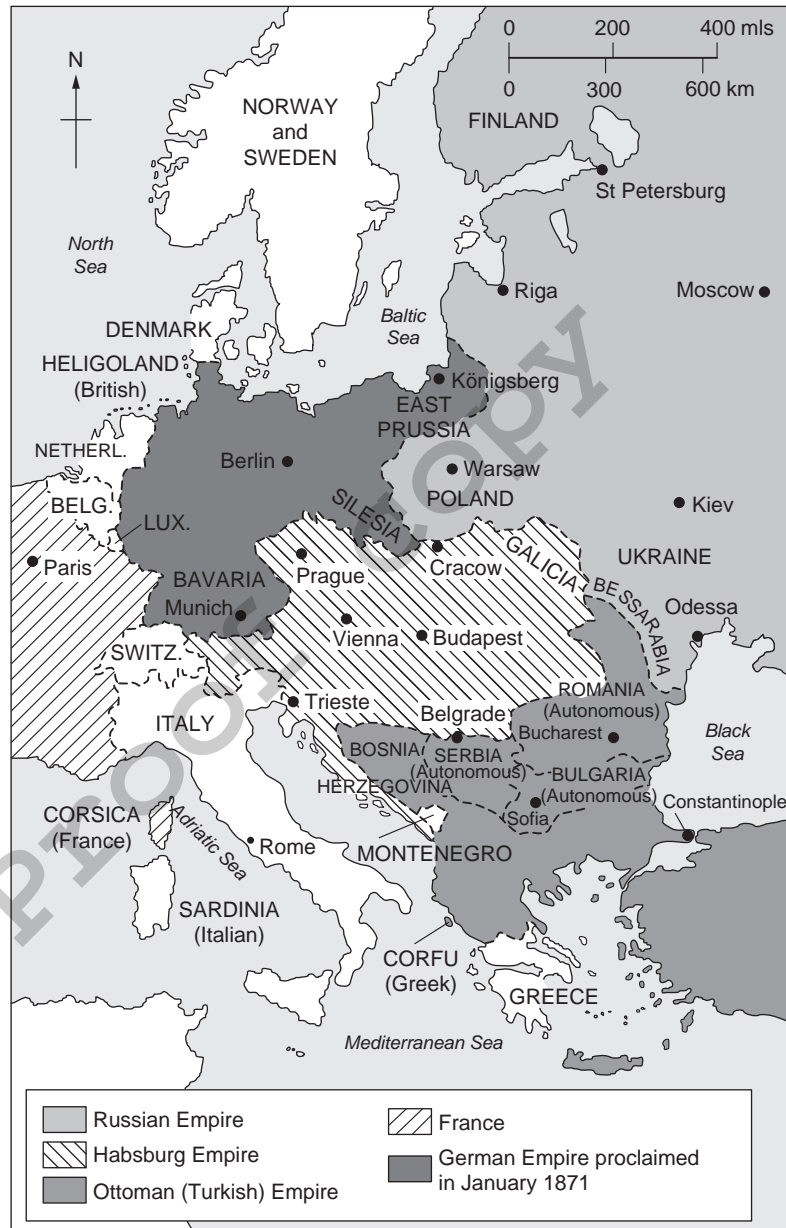 0 200 400 mls
0 300 600 km
N
NORWAY
and
SWEDEN
FINLAND
St Petersburg
North
Sea
Riga
Moscow
Baltic
Sea
DENMARK
HELIGOLAND
(British)
Königsberg
EAST
PRUSSIA
NETHERL.
Berlin
Warsaw
POLAND
BELG.
SILESIA
Kiev
LUX.
Paris
Prague
Cracow
GALICIA
UKRAINE
BAVARIA
Munich
BESSARABIA
Odessa
Vienna
Budapest
SWITZ.
ROMANIA
(Autonomous)
Trieste
ITALY
Belgrade
Bucharest
Black
Sea
BOSNIA
SERBIA
(Autonomous)
BULGARIA
(Autonomous)
HERZEGOVINA
Sofia
Constantinople
CORSICA
(France)
Adriatic Sea
Rome
MONTENEGRO
SARDINIA
(Italian)
CORFU
(Greek)
GREECE
Mediterranean Sea
Russian Empire
Habsburg Empire
Ottoman (Turkish) Empire
France
German Empire proclaimed
in January 1871
Proof Copy